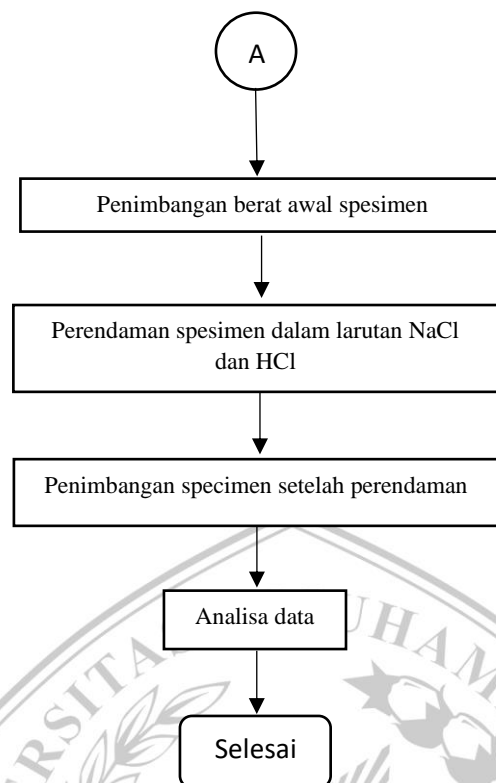 A
Penimbangan berat awal spesimen
Perendaman spesimen dalam larutan NaCl
dan HCl
Penimbangan specimen setelah perendaman
Analisa data
Selesai